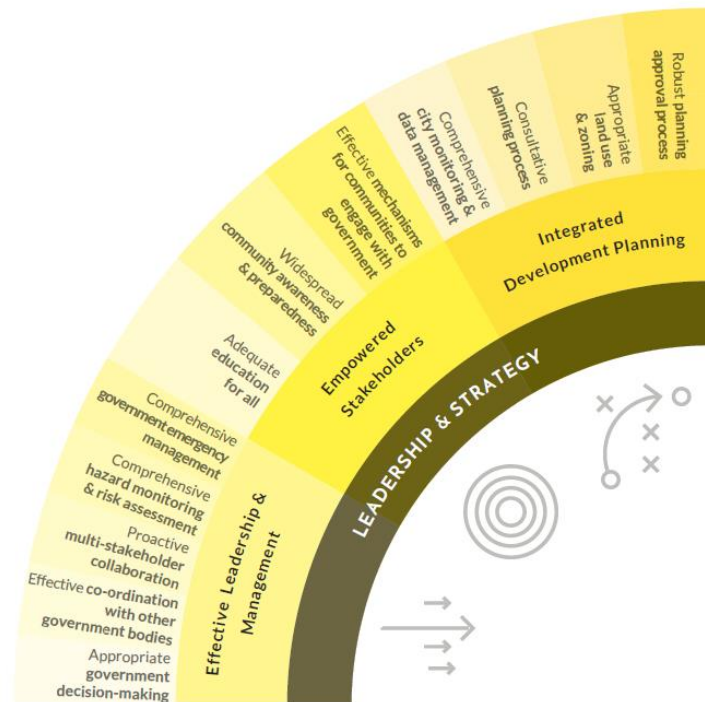 LEADERSHIP & STRATEGY
Effective Leadership &
Management
Appropriate
government
decision-making
Effective co-ordination
with other
government bodies
Proactive
multi-stakeholder
collaboration
Comprehensive
hazard monitoring
& risk assessment
Comprehensive
government emergency
management
Empowered
Stakeholders
Adequate
education
for all
Widespread
community awareness
& preparedness
Effective mechanisms
for communities to
engage with
government
Integrated
Development Planning
Comprehensive
city monitoring &
data management
Consultative
planning process
Appropriate
land use
& zoning
Robust planning
approval process